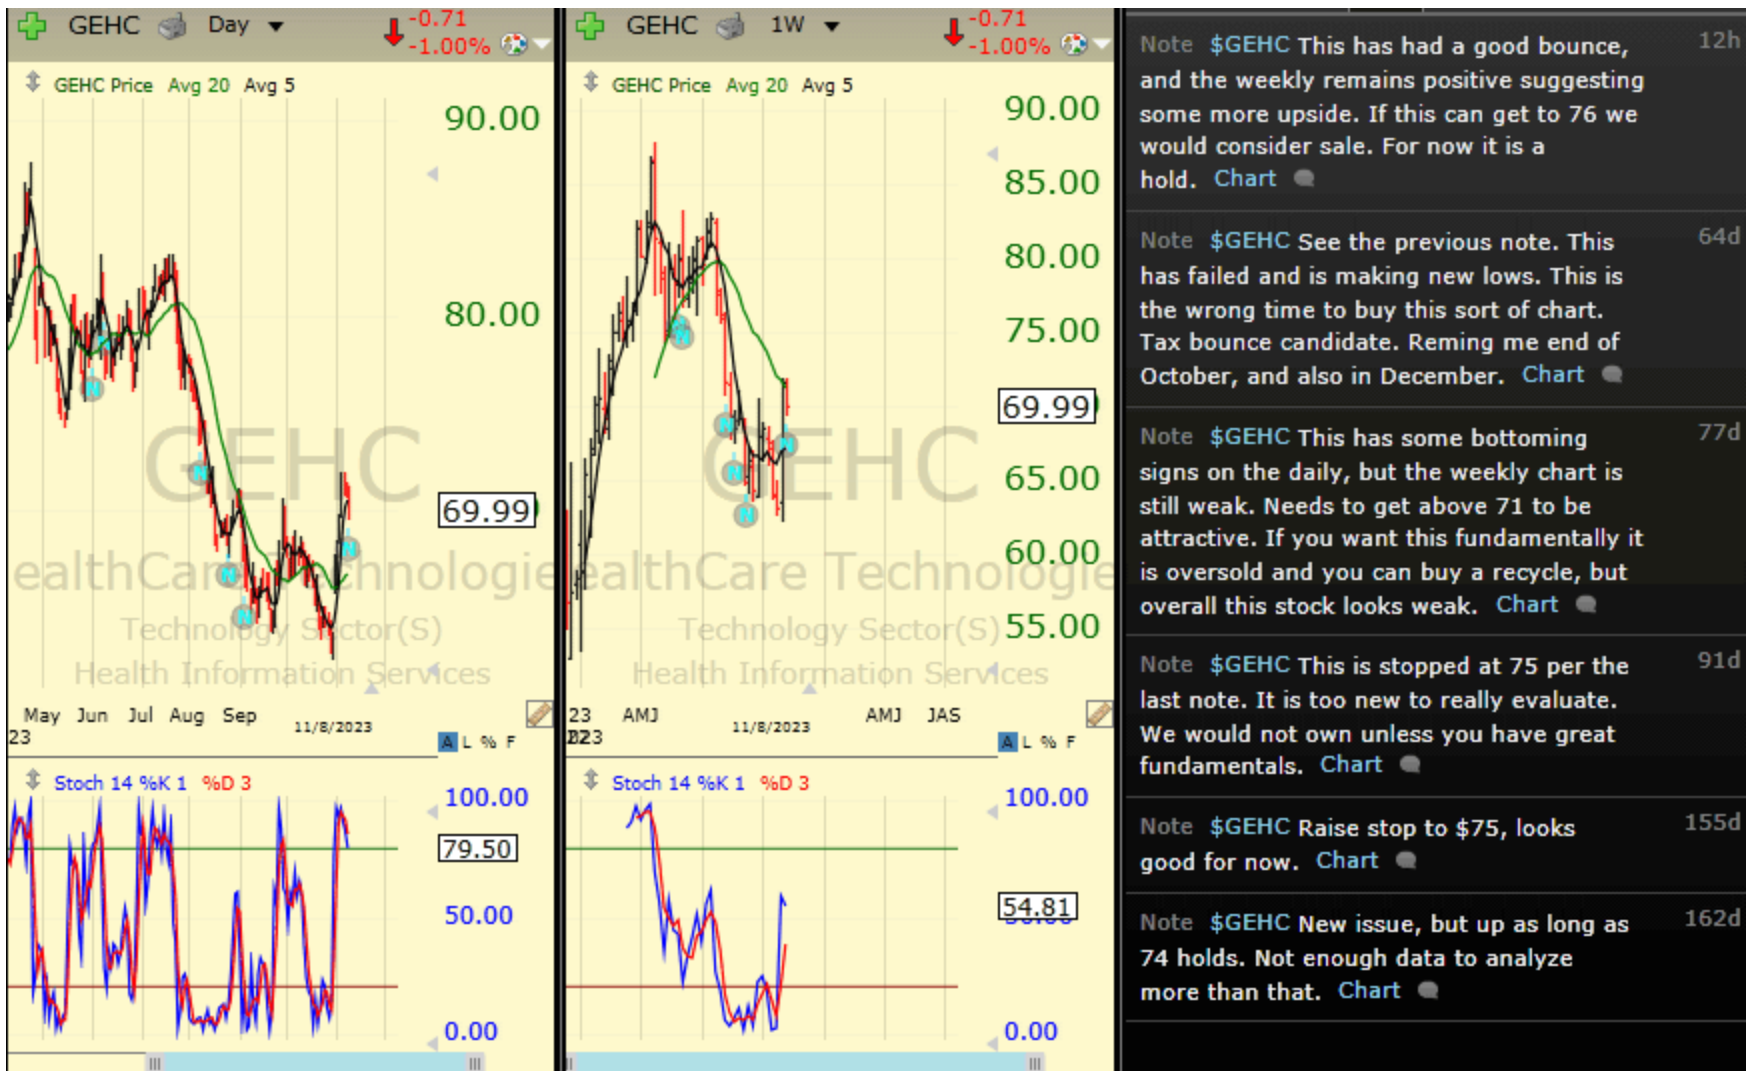 GEHC Day -0.71
-1.00%
GEHC Price Avg 20 Avg 5
90.00
80.00
69.99
GEHC
ealthCare Technologie
Technology Sector(S)
Health Information Services
N
N
N
N
N
May Jun Jul Aug Sep
23
11/8/2023
A L % F
Stoch 14 %K 1 %D 3
100.00
79.50
50.00
0.00
GEHC 1W -0.71
-1.00%
GEHC Price Avg 20 Avg 5
90.00
85.00
80.00
75.00
69.99
65.00
60.00
55.00
GEHC
ealthCare Technologie
Technology Sector(S)
Health Information Services
N
N
N
N
N
23 AMJ AMJ JAS
11/8/2023
A L % F
Stoch 14 %K 1 %D 3
100.00
54.81
0.00
Note $GEHC This has had a good bounce, 12h
and the weekly remains positive suggesting
some more upside. If this can get to 76 we
would consider sale. For now it is a
hold. Chart
Note $GEHC See the previous note. This 64d
has failed and is making new lows. This is
the wrong time to buy this sort of chart.
Tax bounce candidate. Reming me end of
October, and also in December. Chart
Note $GEHC This has some bottoming 77d
signs on the daily, but the weekly chart is
still weak. Needs to get above 71 to be
attractive. If you want this fundamentally it
is oversold and you can buy a recycle, but
overall this stock looks weak. Chart
Note $GEHC This is stopped at 75 per the 91d
last note. It is too new to really evaluate.
We would not own unless you have great
fundamentals. Chart
Note $GEHC Raise stop to $75, looks 155d
good for now. Chart
Note $GEHC New issue, but up as long as 162d
74 holds. Not enough data to analyze
more than that. Chart